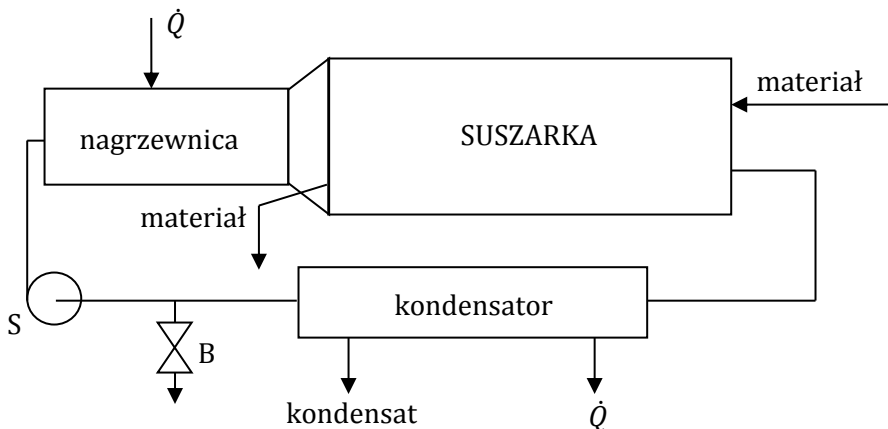 Q̇
materiał
nagrzewnica
SUSZARKA
materiał
kondensator
S
B
kondensat
Q̇